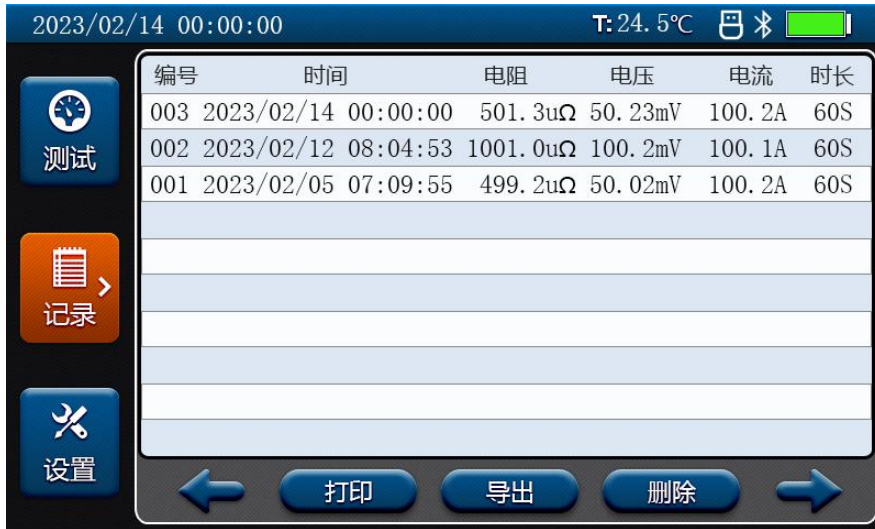 2023/02/14 00:00:00 T: 24.5℃
编号 时间 电阻 电压 电流 时长
003 2023/02/14 00:00:00 501.3uΩ 50.23mV 100.2A 60S
002 2023/02/12 08:04:53 1001.0uΩ 100.2mV 100.1A 60S
001 2023/02/05 07:09:55 499.2uΩ 50.02mV 100.2A 60S
测试
记录
设置
打印 导出 删除